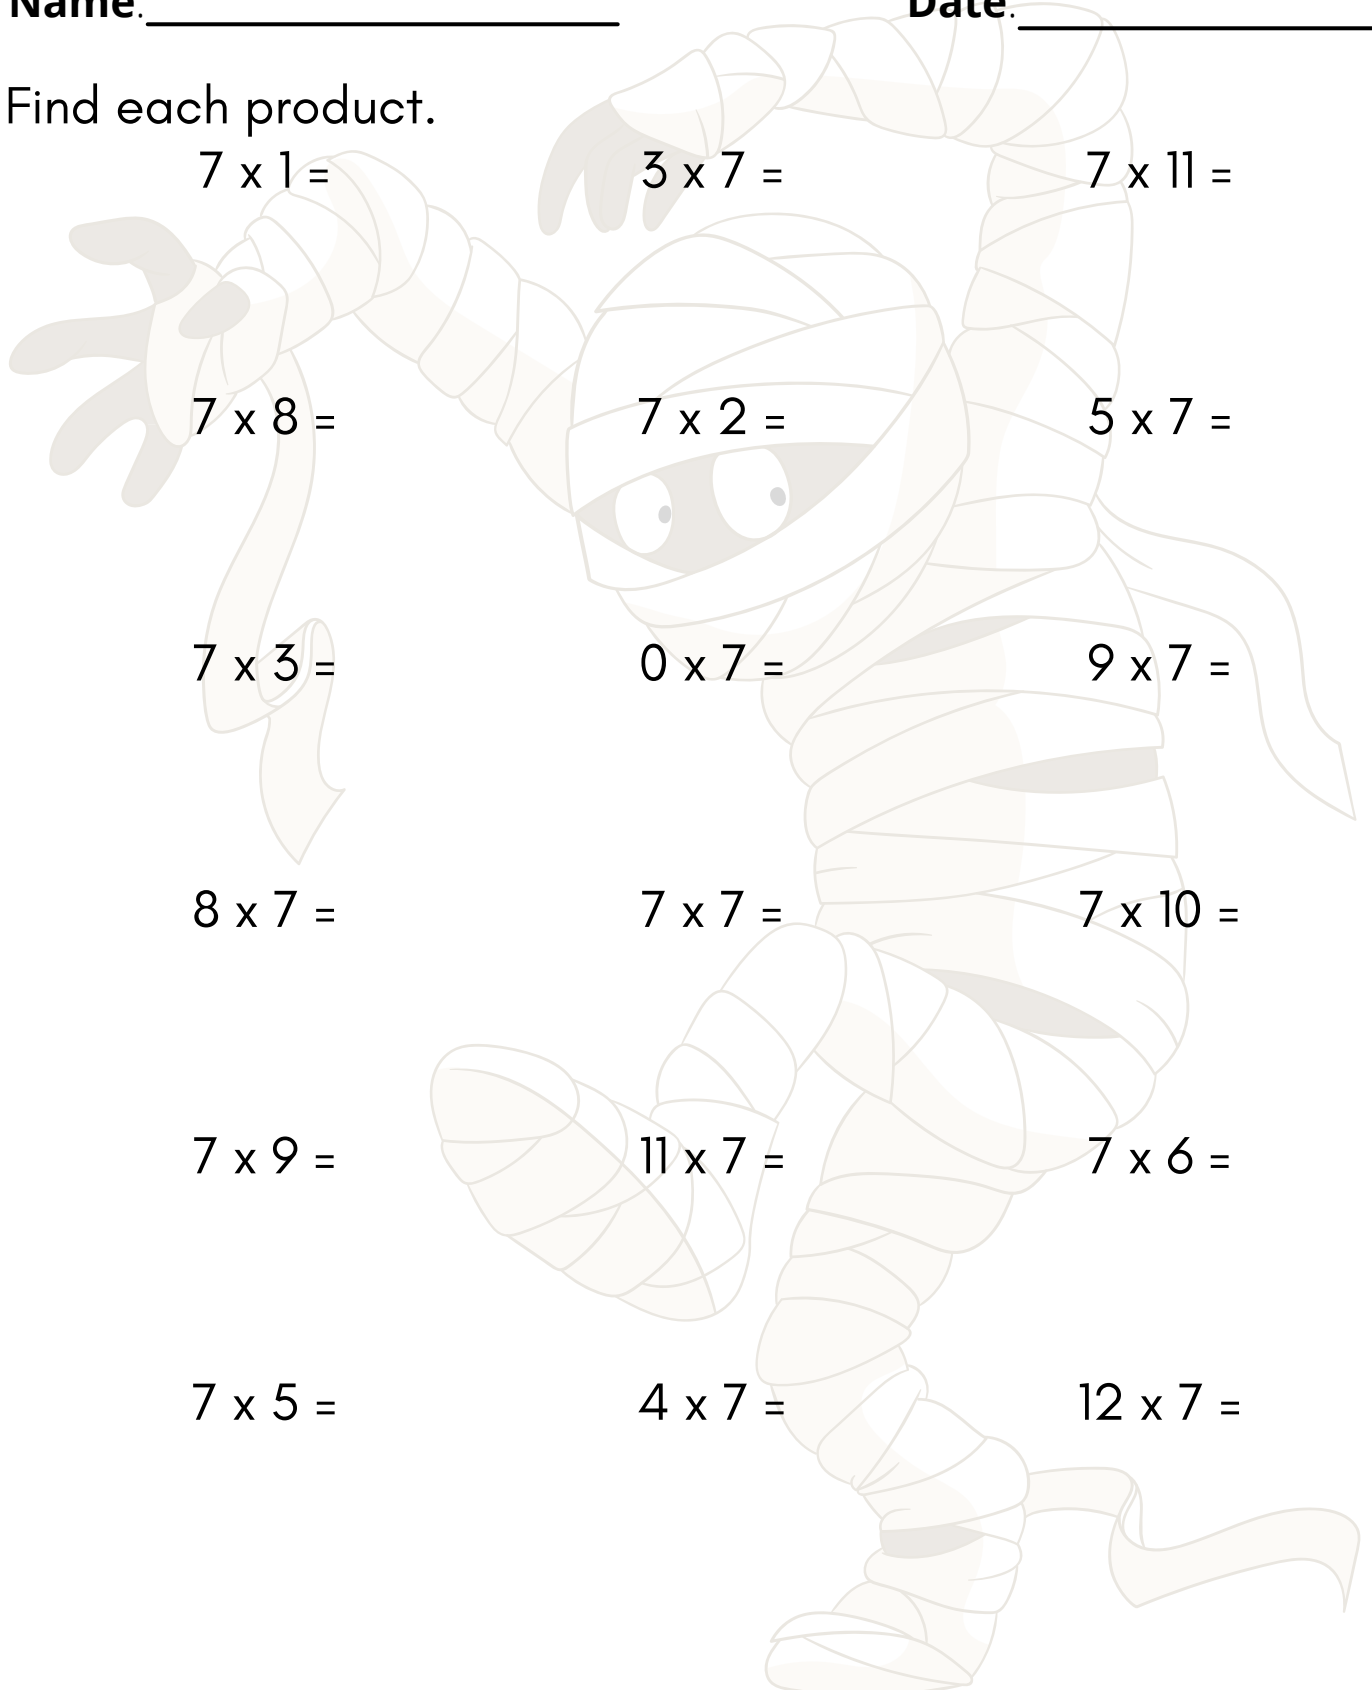 Name: Date:
Find each product.
7 x 1 = 3 x 7 = 7 x 11 =
7 x 8 = 7 x 2 = 5 x 7 =
7 x 3 = 0 x 7 = 9 x 7 =
8 x 7 = 7 x 7 = 7 x 10 =
7 x 9 = 11 x 7 = 7 x 6 =
7 x 5 = 4 x 7 = 12 x 7 =